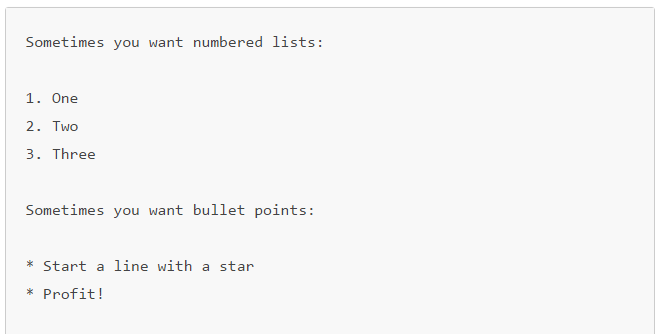 Sometimes you want numbered lists:
1. One
2. Two
3. Three
Sometimes you want bullet points:
* Start a line with a star
* Profit!